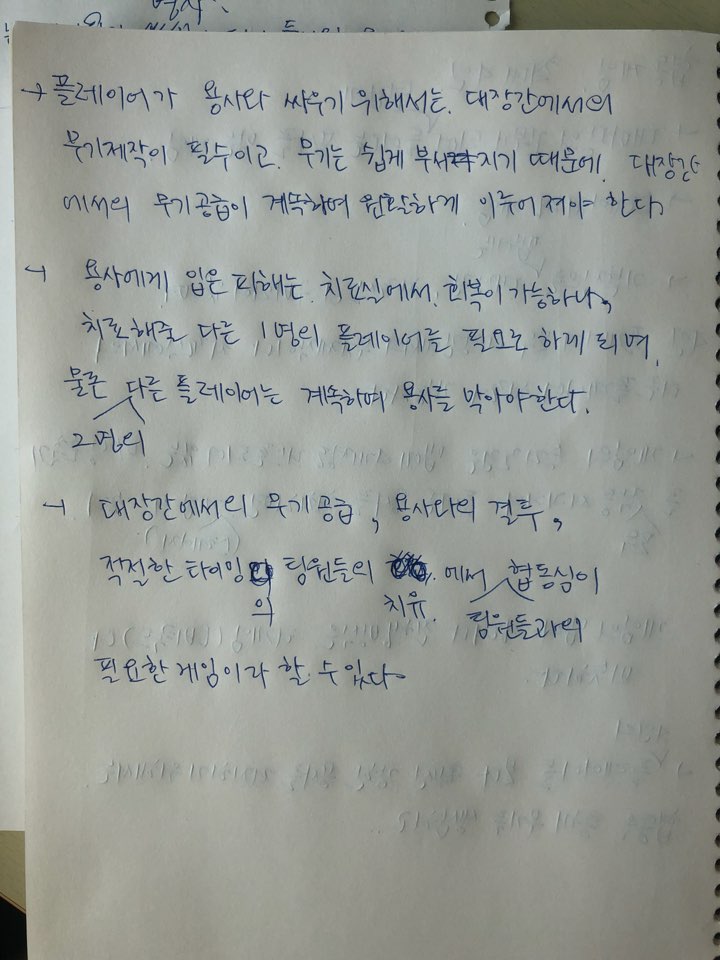 → 플레이어가 용사와 싸우기 위해서는. 대장간에서의
무기제작이 필수이고. 무기는 쉽게 부서지기 때문에. 대장간
에서의 무기공급이 계속하여 원활하게 이루어져야 한다.
→ 용사에게 입은 피해는. 치료실에서. 회복이 가능하나,
치료해줄 다른 1명의 플레이어를 필요로 하게 되며,
물론 다른 플레이어는 계속하여 용사를 막아야한다.
2명의
→ 대장간에서의 무기공급, 용사와의 결투,
적절한 타이밍 팀원들의 에서 협동심이
의 치유. 팀원들과의
필요한 게임이라 할 수 있다.